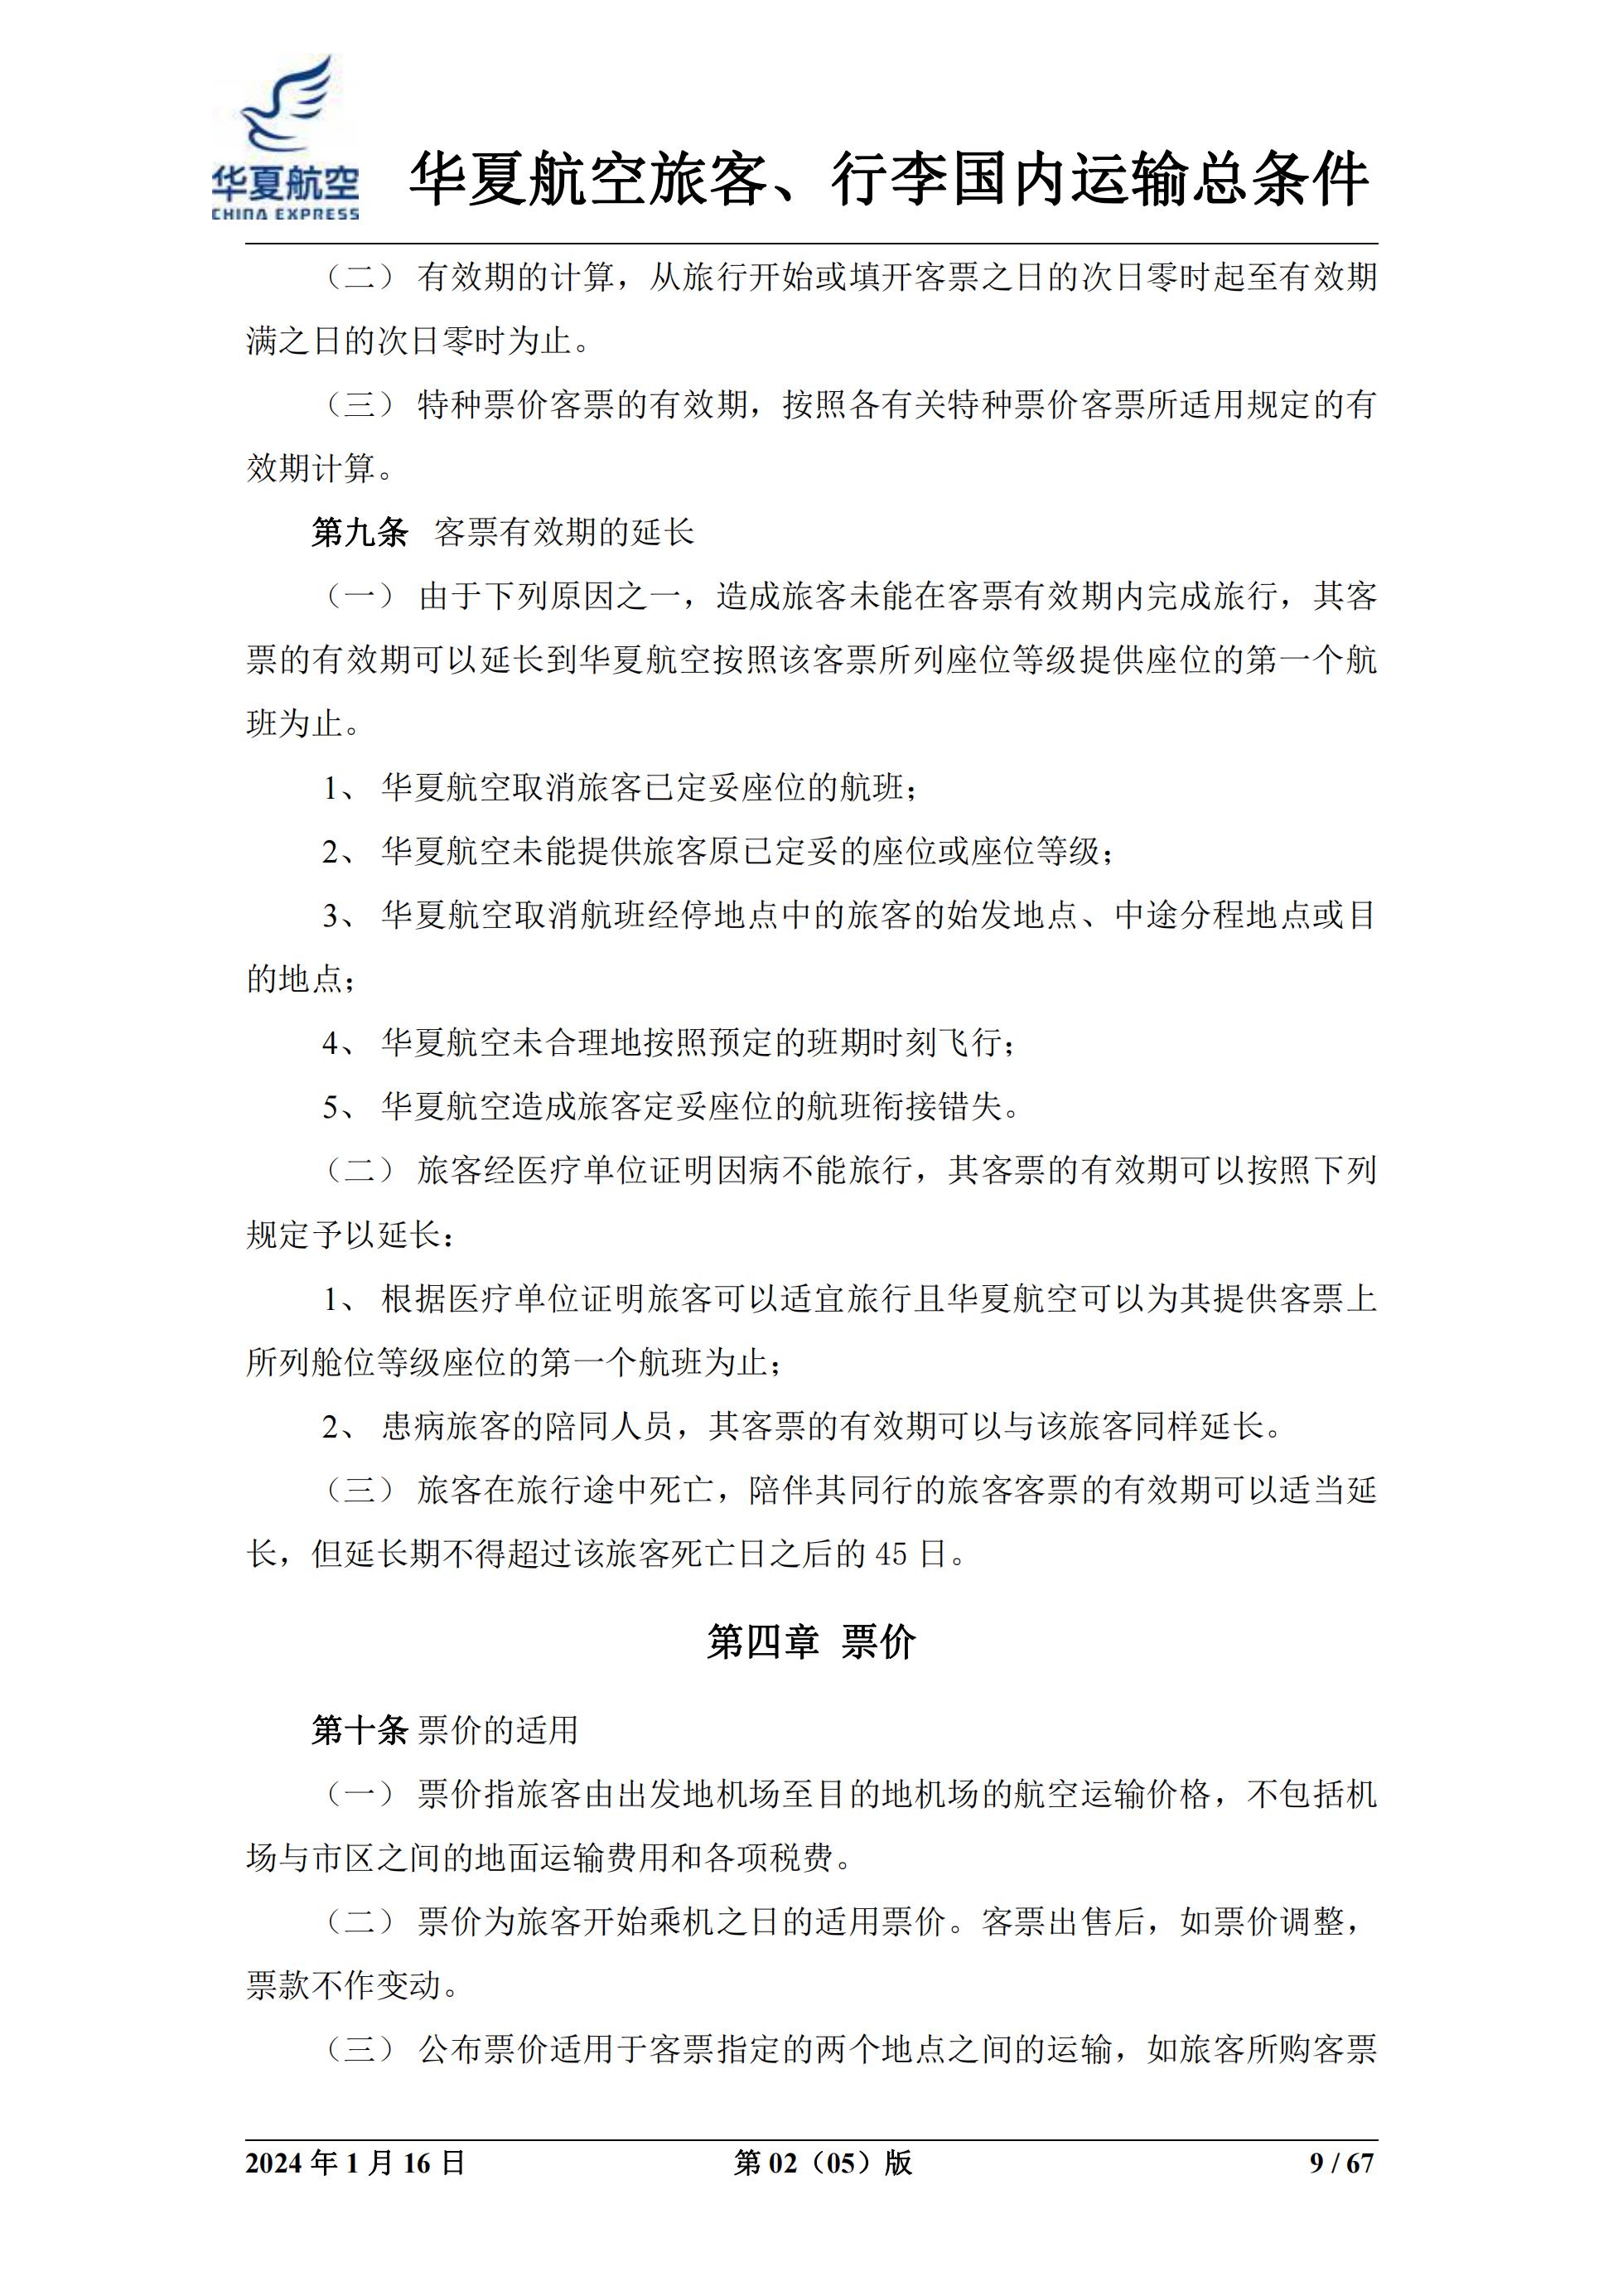 华夏航空
CHINA EXPRESS
华夏航空旅客、行李国内运输总条件
（二） 有效期的计算，从旅行开始或填开客票之日的次日零时起至有效期
满之日的次日零时为止。
（三） 特种票价客票的有效期，按照各有关特种票价客票所适用规定的有
效期计算。
第九条 客票有效期的延长
（一） 由于下列原因之一，造成旅客未能在客票有效期内完成旅行，其客
票的有效期可以延长到华夏航空按照该客票所列座位等级提供座位的第一个航
班为止。
1、 华夏航空取消旅客已定妥座位的航班；
2、 华夏航空未能提供旅客原已定妥的座位或座位等级；
3、 华夏航空取消航班经停地点中的旅客的始发地点、中途分程地点或目
的地点；
4、 华夏航空未合理地按照预定的班期时刻飞行；
5、 华夏航空造成旅客定妥座位的航班衔接错失。
（二） 旅客经医疗单位证明因病不能旅行，其客票的有效期可以按照下列
规定予以延长：
1、 根据医疗单位证明旅客可以适宜旅行且华夏航空可以为其提供客票上
所列舱位等级座位的第一个航班为止；
2、 患病旅客的陪同人员，其客票的有效期可以与该旅客同样延长。
（三） 旅客在旅行途中死亡，陪伴其同行的旅客客票的有效期可以适当延
长，但延长期不得超过该旅客死亡日之后的 45 日。
第四章 票价
第十条 票价的适用
（一） 票价指旅客由出发地机场至目的地机场的航空运输价格，不包括机
场与市区之间的地面运输费用和各项税费。
（二） 票价为旅客开始乘机之日的适用票价。客票出售后，如票价调整，
票款不作变动。
（三） 公布票价适用于客票指定的两个地点之间的运输，如旅客所购客票
2024 年 1 月 16 日 第 02（05）版 9 / 67